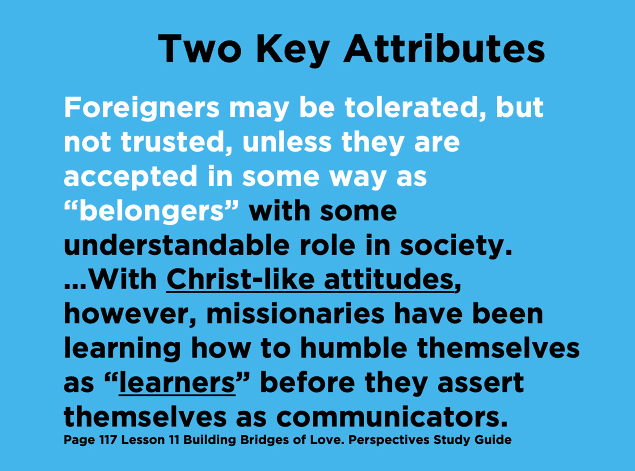 Two Key Attributes
Foreigners may be tolerated, but
not trusted, unless they are
accepted in some way as
“belongers” with some
understandable role in society.
...With Christ-like attitudes,
however, missionaries have been
learning how to humble themselves
as “learners” before they assert
themselves as communicators.
Page 117 Lesson 11 Building Bridges of Love. Perspectives Study Guide